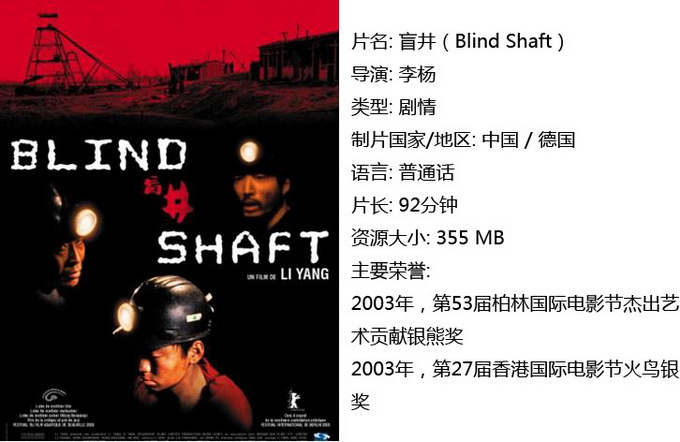 BLIND
盲井
SHAFT
UN FILM DE LI YANG
片名: 盲井（Blind Shaft）
导演: 李杨
类型: 剧情
制片国家/地区: 中国 / 德国
语言: 普通话
片长: 92分钟
资源大小: 355 MB
主要荣誉:
2003年，第53届柏林国际电影节杰出艺
术贡献银熊奖
2003年，第27届香港国际电影节火鸟银
奖